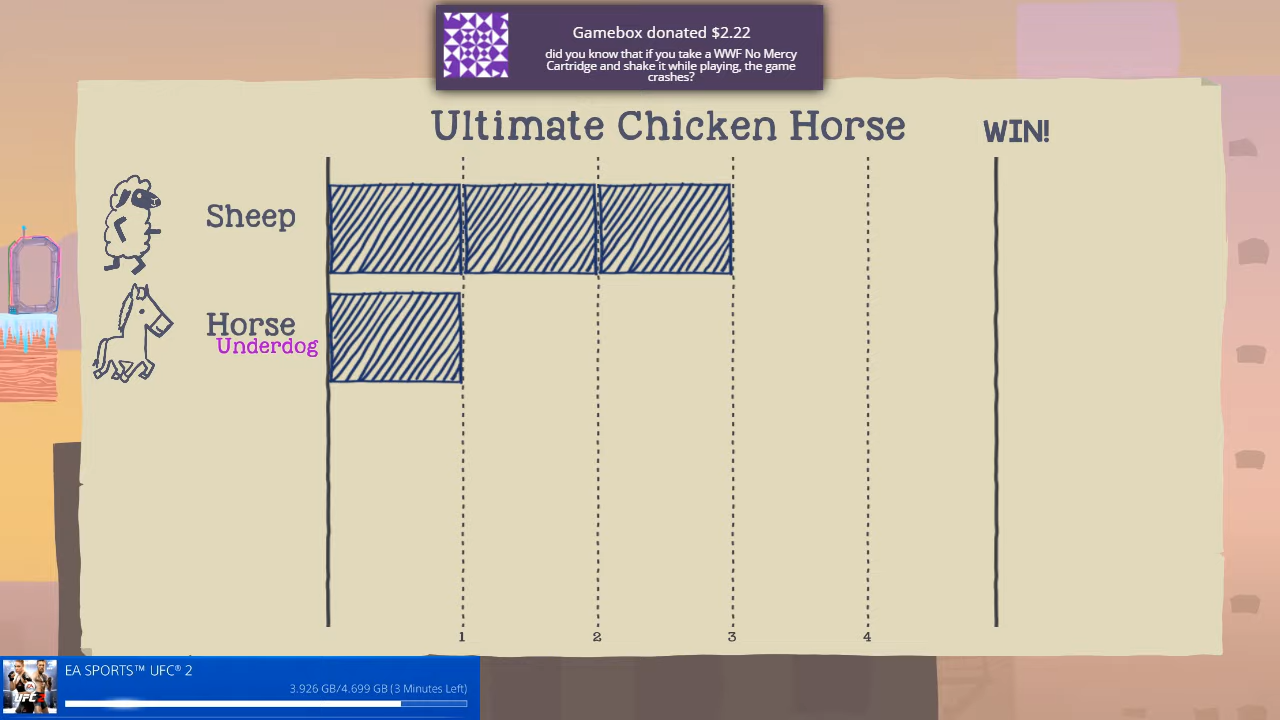 Gamebox donated $2.22
did you know that if you take a WWF No Mercy
Cartridge and shake it while playing, the game
crashes?
Ultimate Chicken Horse
WIN!
Sheep
Horse
Underdog
1 2 3 4
EA SPORTS™ UFC® 2
3.926 GB/4.699 GB (3 Minutes Left)
UFC 2